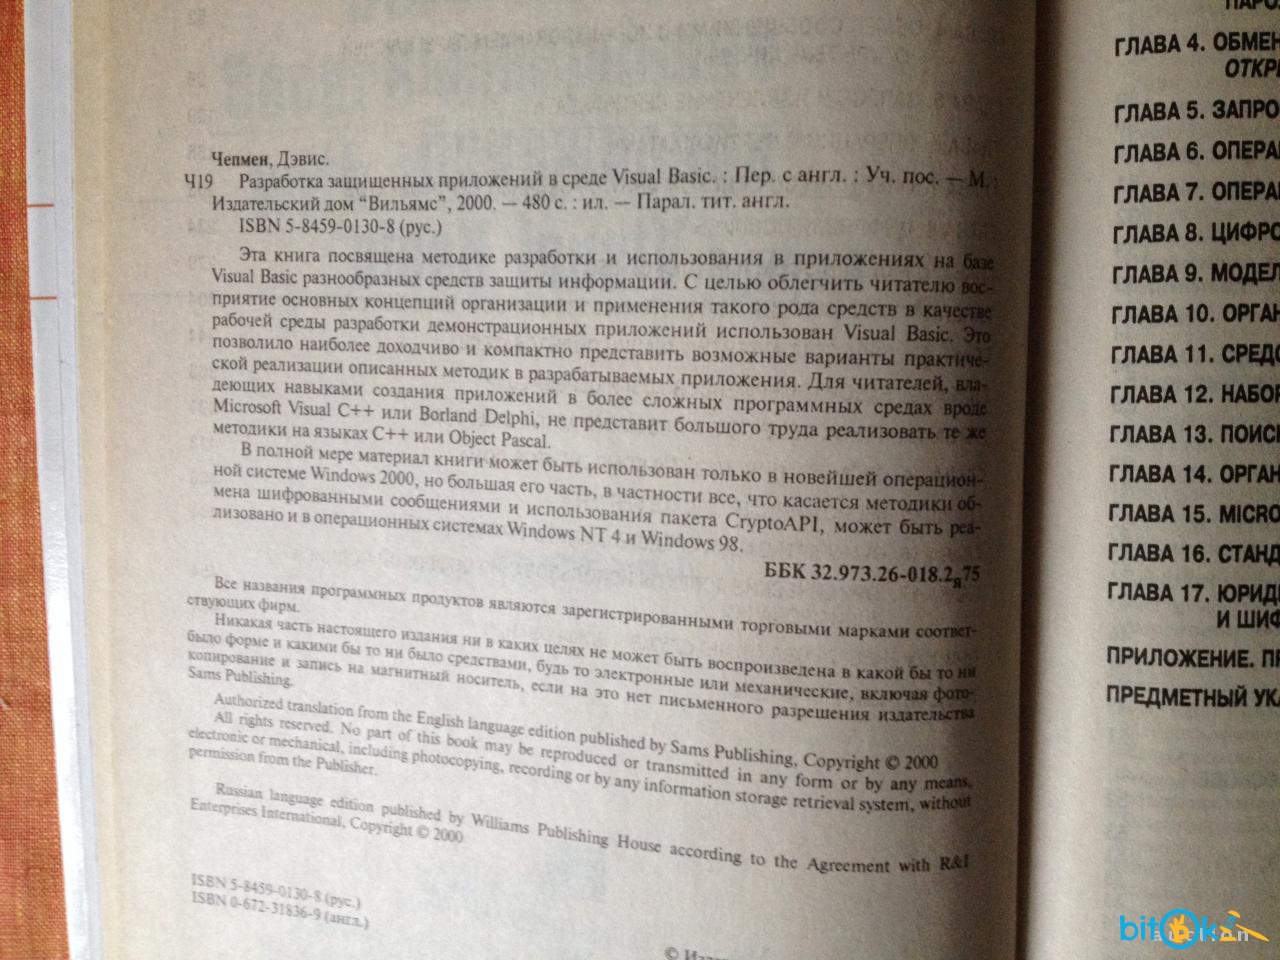 Чепмен, Дэвис.
Ч19 Разработка защищенных приложений в среде Visual Basic. : Пер. с англ. : Уч. пос. — М. :
Издательский дом “Вильямс”, 2000. — 480 с. : ил. — Парал. тит. англ.
ISBN 5-8459-0130-8 (рус.)
Эта книга посвящена методике разработки и использования в приложениях на базе
Visual Basic разнообразных средств защиты информации. С целью облегчить читателю вос-
приятие основных концепций организации и применения такого рода средств в качестве
рабочей среды разработки демонстрационных приложений использован Visual Basic. Это
позволило наиболее доходчиво и компактно представить возможные варианты практиче-
ской реализации описанных методик в разрабатываемых приложения. Для читателей, вла-
деющих навыками создания приложений в более сложных программных средах вроде
Microsoft Visual C++ или Borland Delphi, не представит большого труда реализовать те же
методики на языках C++ или Object Pascal.
В полной мере материал книги может быть использован только в новейшей операцион-
ной системе Windows 2000, но большая его часть, в частности все, что касается методики об-
мена шифрованными сообщениями и использования пакета CryptoAPI, может быть реа-
лизовано и в операционных системах Windows NT 4 и Windows 98.
ББК 32.973.26-018.2я75
Все названия программных продуктов являются зарегистрированными торговыми марками соответ-
ствующих фирм.
Никакая часть настоящего издания ни в каких целях не может быть воспроизведена в какой бы то ни
было форме и какими бы то ни было средствами, будь то электронные или механические, включая фото-
копирование и запись на магнитный носитель, если на это нет письменного разрешения издательства
Sams Publishing.
Authorized translation from the English language edition published by Sams Publishing, Copyright © 2000
All rights reserved. No part of this book may be reproduced or transmitted in any form or by any means,
electronic or mechanical, including photocopying, recording or by any information storage retrieval system, without
permission from the Publisher.
Russian language edition published by Williams Publishing House according to the Agreement with R&I
Enterprises International, Copyright © 2000
ISBN 5-8459-0130-8 (рус.)
ISBN 0-672-31836-9 (англ.)
ГЛАВА 4. ОБМЕН
ОТКР
ГЛАВА 5. ЗАПРО
ГЛАВА 6. ОПЕРА
ГЛАВА 7. ОПЕРА
ГЛАВА 8. ЦИФРО
ГЛАВА 9. МОДЕЛ
ГЛАВА 10. ОРГАН
ГЛАВА 11. СРЕДС
ГЛАВА 12. НАБОР
ГЛАВА 13. ПОИСК
ГЛАВА 14. ОРГАН
ГЛАВА 15. MICRO
ГЛАВА 16. СТАНД
ГЛАВА 17. ЮРИДИ
И ШИФ
ПРИЛОЖЕНИЕ. ПР
ПРЕДМЕТНЫЙ УКА
bitOk
auction